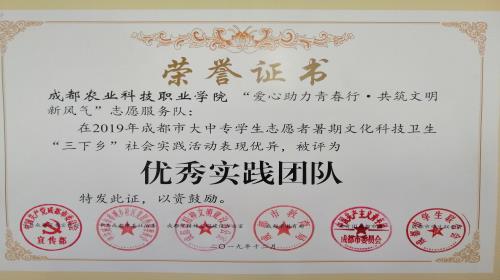 荣誉证书
成都农业科技职业学院 “爱心助力青春行·共筑文明
新风气”志愿服务队：
在2019年成都市大中专学生志愿者暑期文化科技卫生
“三下乡”社会实践活动表现优异，被评为
优秀实践团队
特发此证，以资鼓励。
宣传部
成都市委员会
二〇一九年十二月